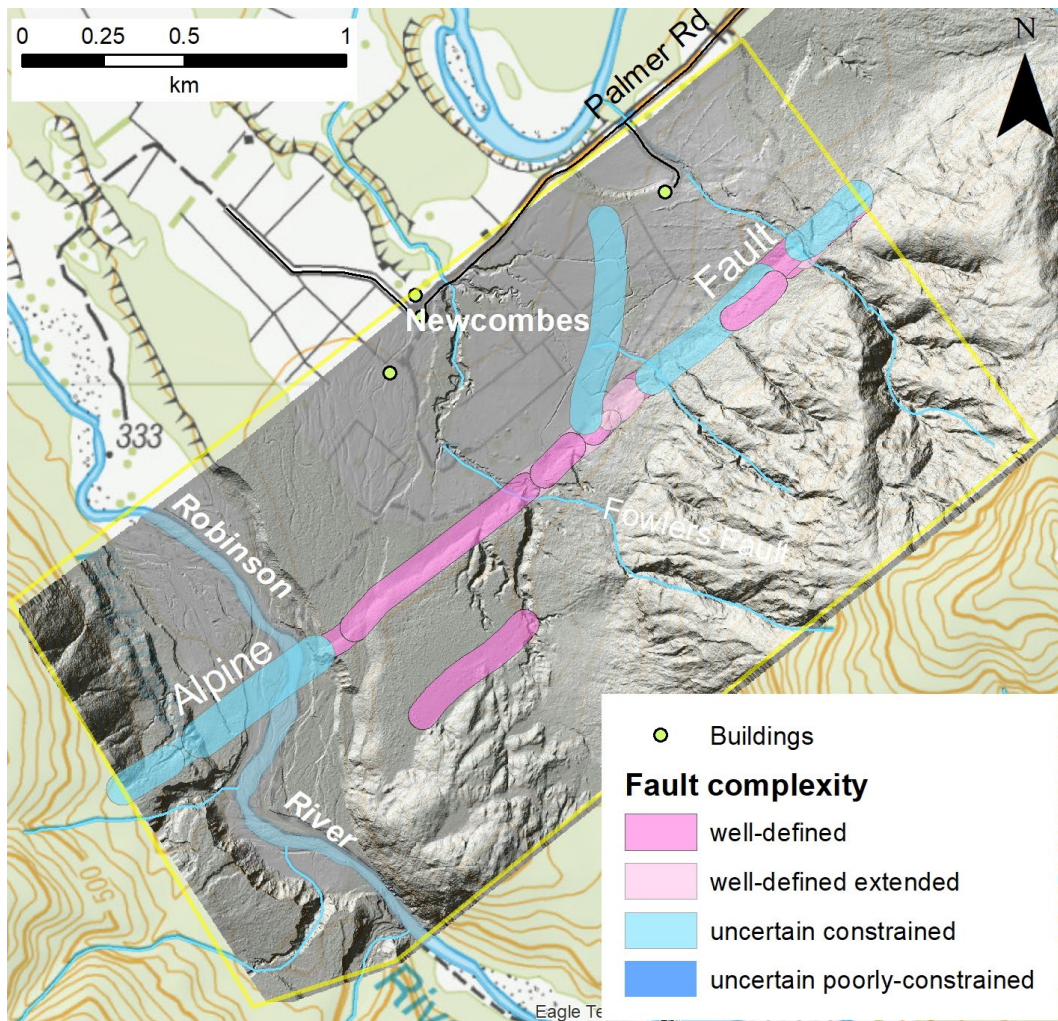 0 0.25 0.5 1
km
N
Palmer Rd
Fault
Newcombes
333
Robinson
Fowlers Fault
Alpine
River
500
Buildings
Fault complexity
well-defined
well-defined extended
uncertain constrained
uncertain poorly-constrained
Eagle Te